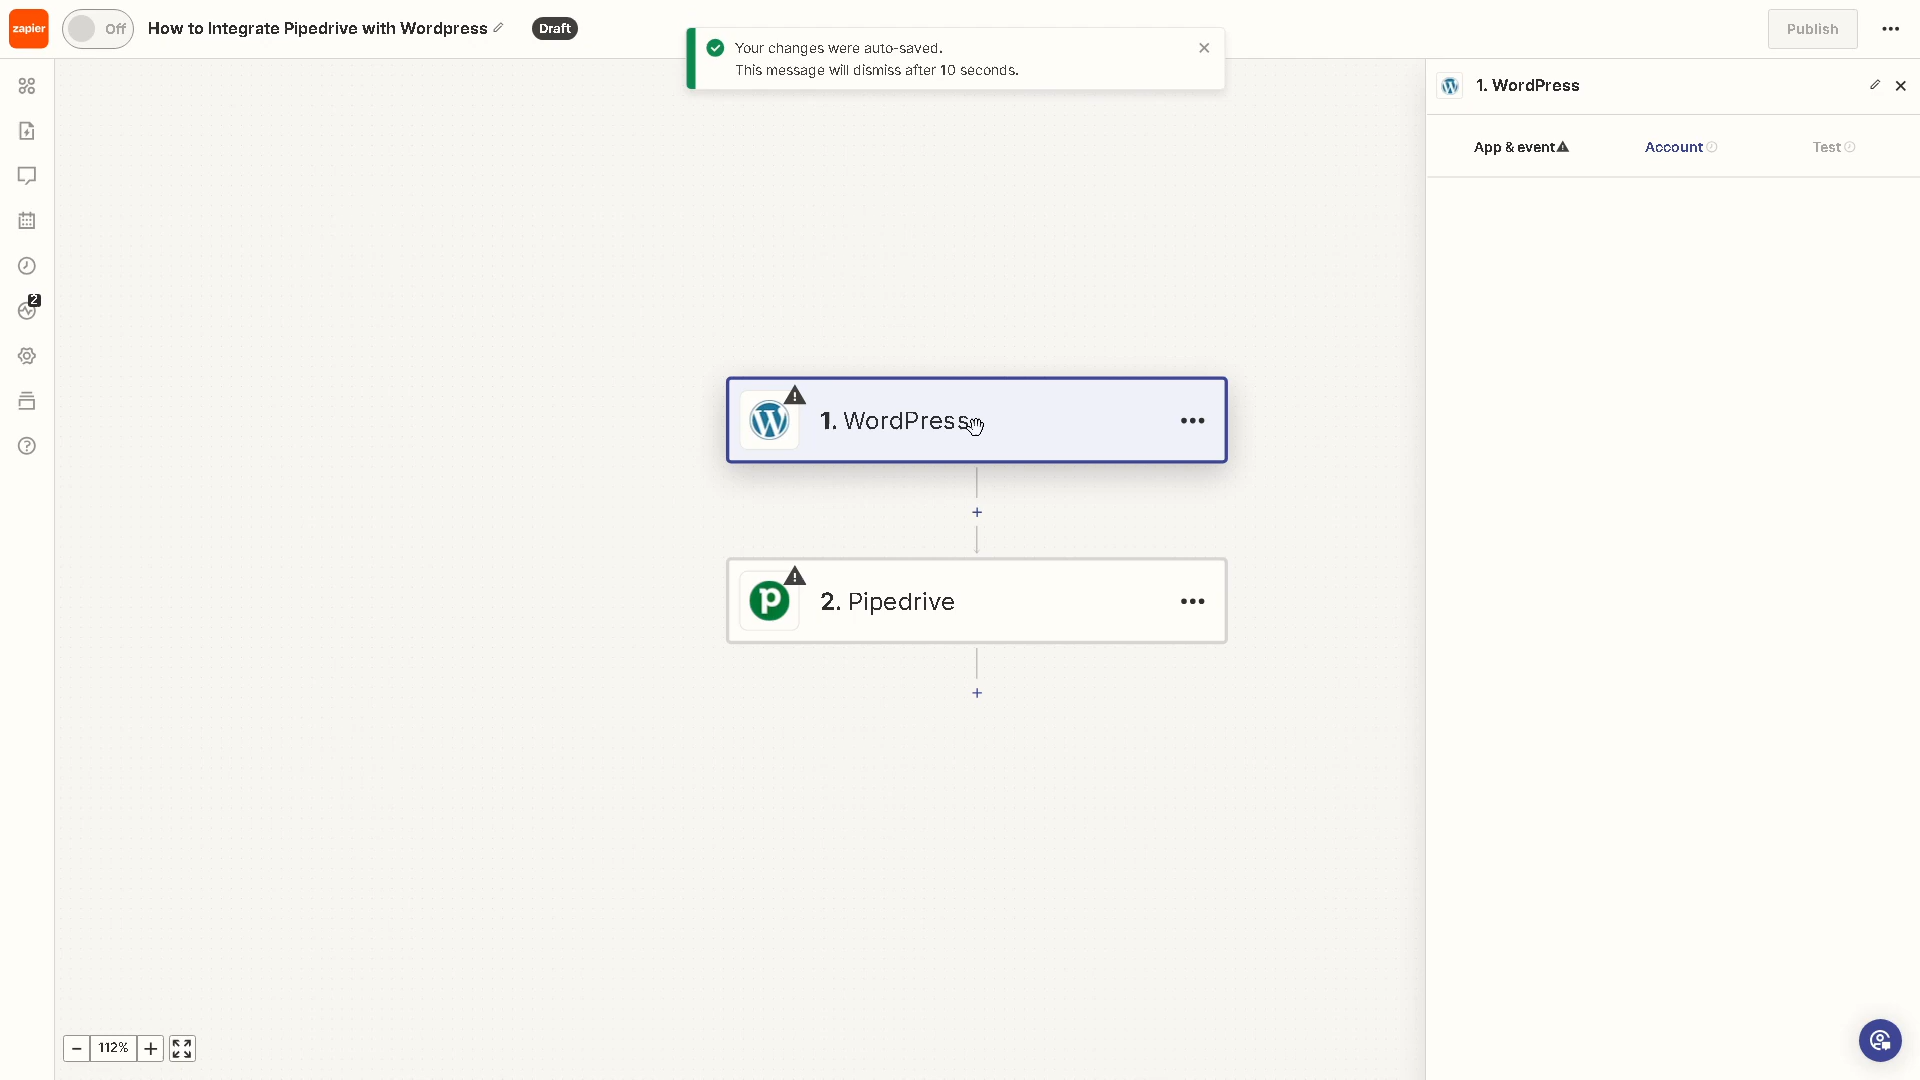 zapier
Off
How to Integrate Pipedrive with Wordpress
Draft
Your changes were auto-saved.
This message will dismiss after 10 seconds.
Publish
1. WordPress
App & event
Account
Test
2
1. WordPress
2. Pipedrive
112%